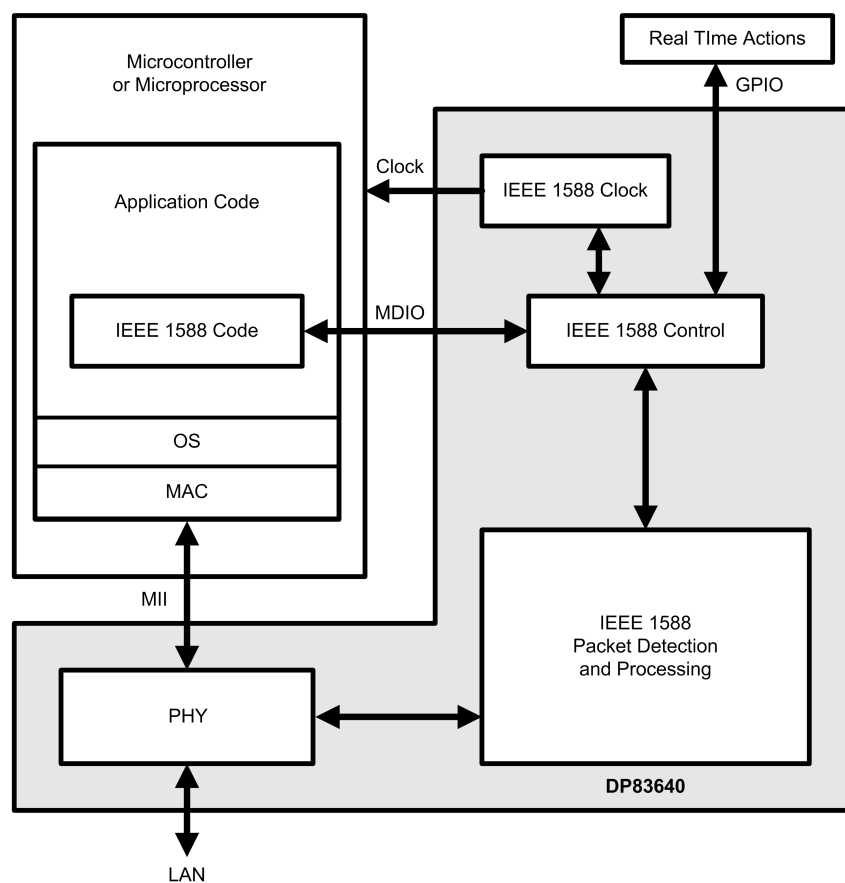 Microcontroller
or Microprocessor
Real TIme Actions
GPIO
Clock
IEEE 1588 Clock
Application Code
IEEE 1588 Code
MDIO
IEEE 1588 Control
OS
MAC
MII
IEEE 1588
Packet Detection
and Processing
PHY
DP83640
LAN